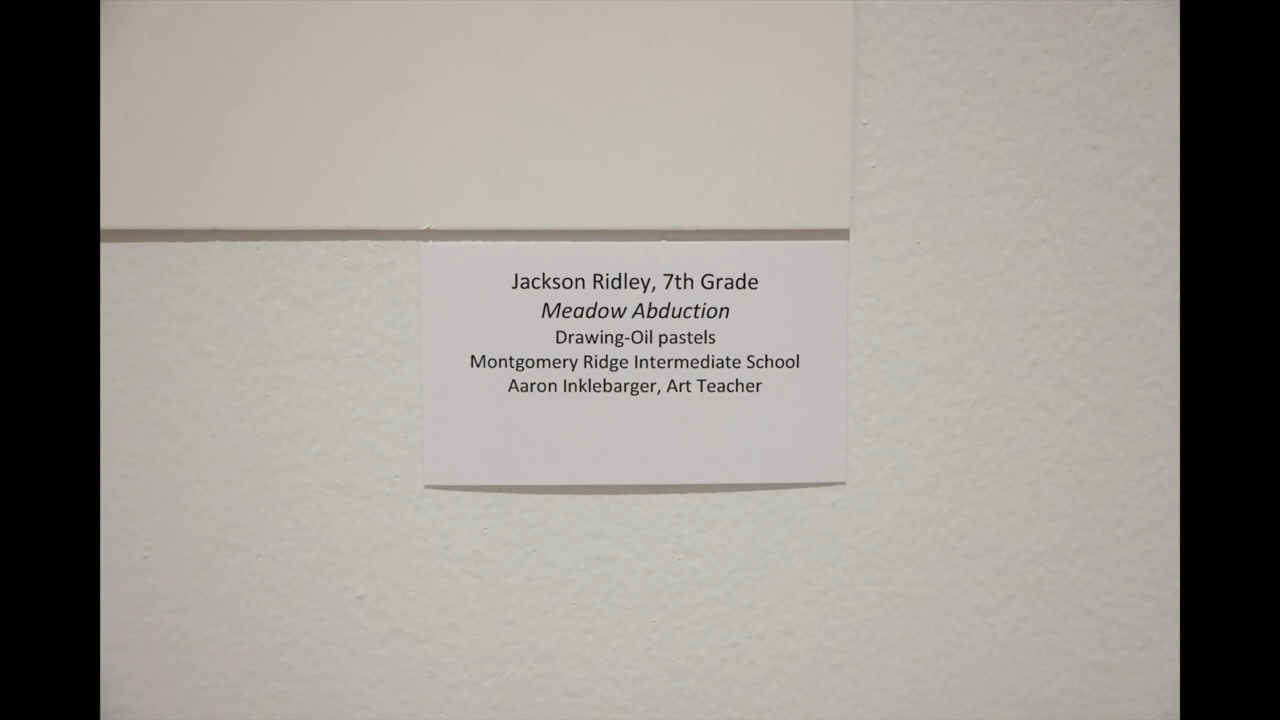 Jackson Ridley, 7th Grade
Meadow Abduction
Drawing-Oil pastels
Montgomery Ridge Intermediate School
Aaron Inklebarger, Art Teacher